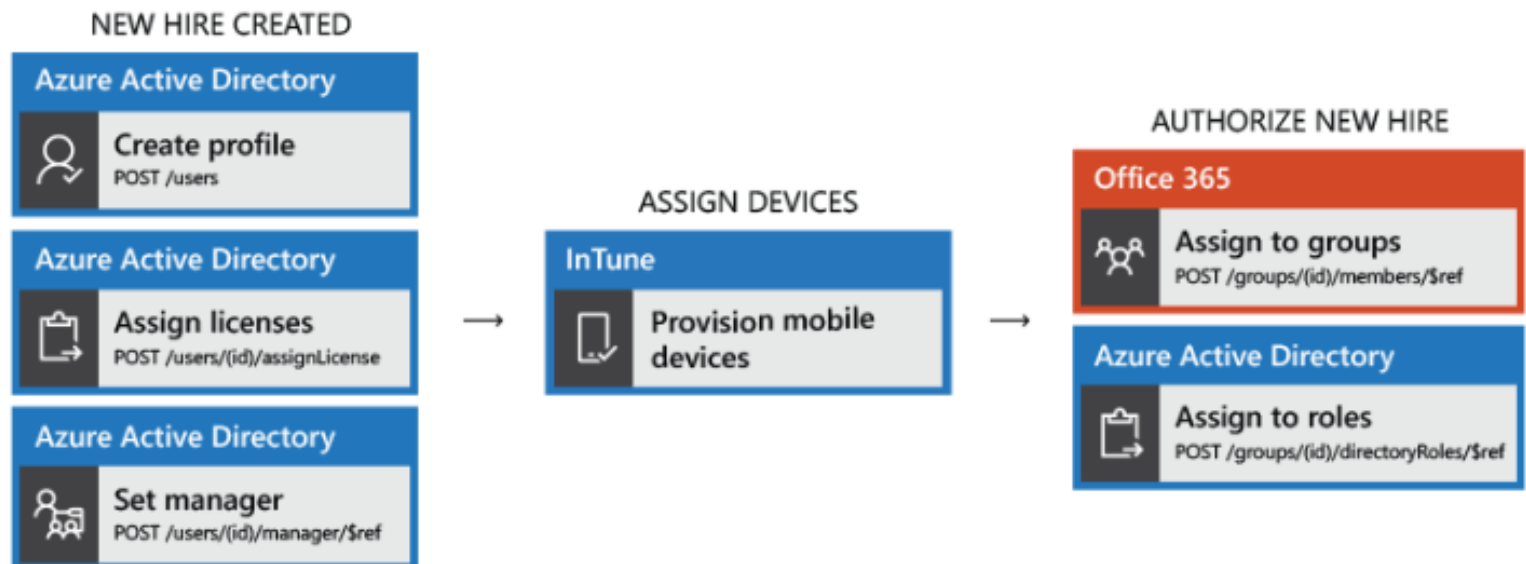 NEW HIRE CREATED
Azure Active Directory
Create profile
POST /users
Azure Active Directory
Assign licenses
POST /users/(id)/assignLicense
Azure Active Directory
Set manager
POST /users/(id)/manager/$ref
→
ASSIGN DEVICES
InTune
Provision mobile
devices
→
AUTHORIZE NEW HIRE
Office 365
Assign to groups
POST /groups/(id)/members/$ref
Azure Active Directory
Assign to roles
POST /groups/(id)/directoryRoles/$ref